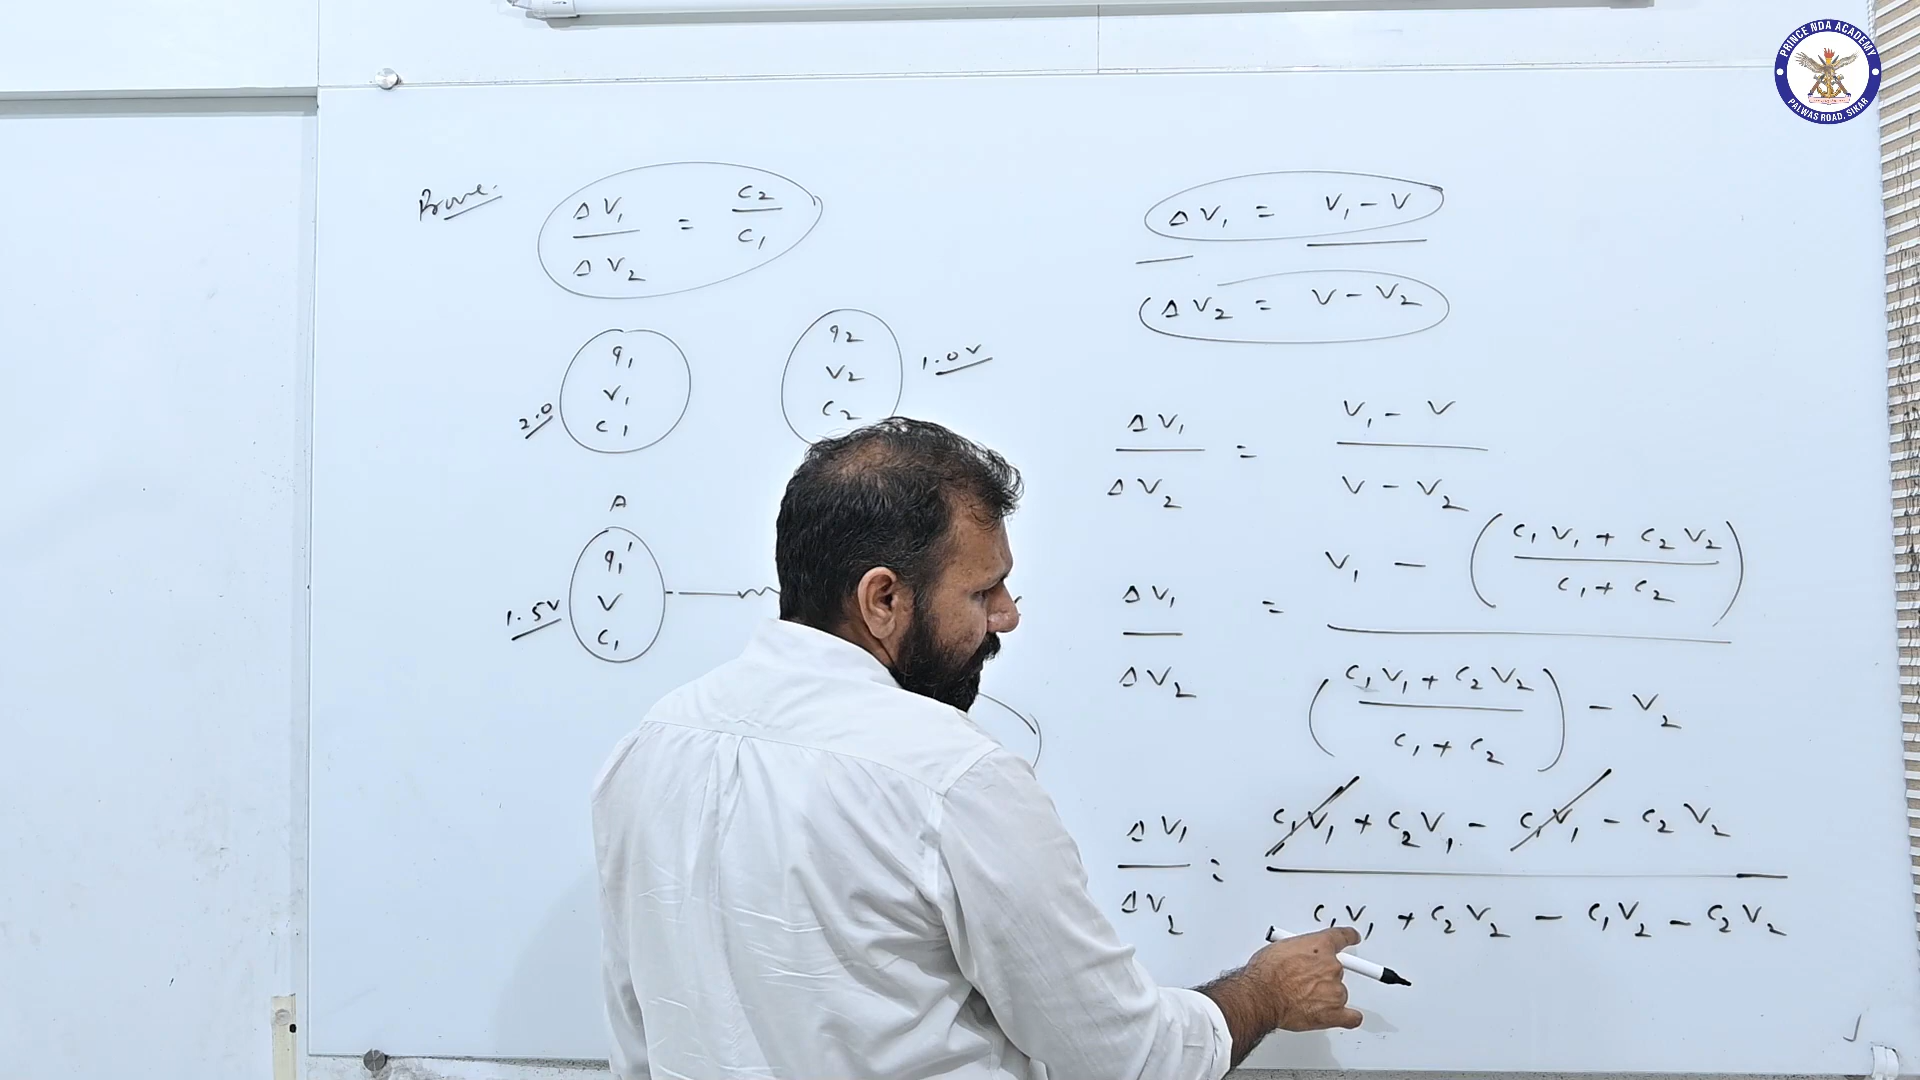 PRINCE NDA ACADEMY
PALWAS ROAD, SIKAR
Prove.
ΔV₁ / ΔV₂ = C₂ / C₁
q₁
V₁
C₁
2.0
q₂
V₂
C₂
1.0V
A
q₁'
V
C₁
1.5V
ΔV₁ = V₁ - V
ΔV₂ = V - V₂
ΔV₁ / ΔV₂ = V₁ - V / V - V₂
ΔV₁ / ΔV₂ = V₁ - (C₁V₁ + C₂V₂ / C₁ + C₂) / (C₁V₁ + C₂V₂ / C₁ + C₂) - V₂
ΔV₁ / ΔV₂ = C₁V₁ + C₂V₁ - C₁V₁ - C₂V₂ / C₁V₁ + C₂V₂ - C₁V₂ - C₂V₂